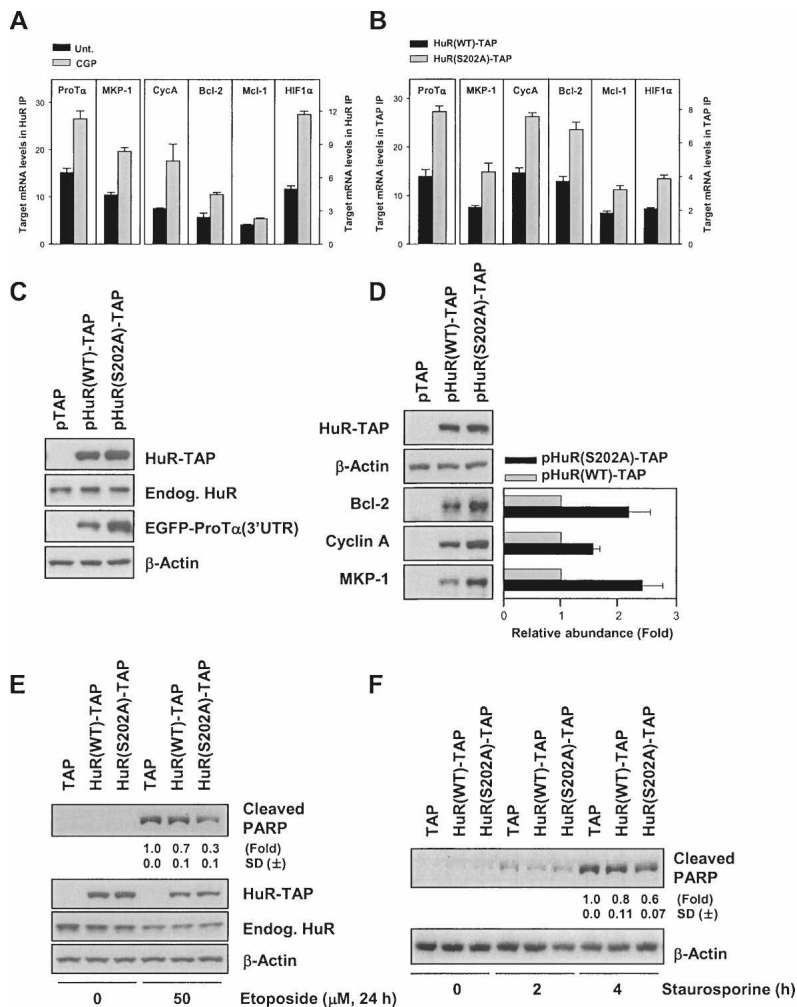 A
Unt.
CGP
ProTα MKP-1 CycA Bcl-2 Mcl-1 HIF1α
Target mRNA levels in HuR IP
30
20
10
0
12
9
6
3
0
Target mRNA levels in HuR IP
B
HuR(WT)-TAP
HuR(S202A)-TAP
ProTα MKP-1 CycA Bcl-2 Mcl-1 HIF1α
Target mRNA levels in TAP IP
30
20
10
0
8
6
4
2
0
Target mRNA levels in TAP IP
C
pTAP
pHuR(WT)-TAP
pHuR(S202A)-TAP
HuR-TAP
Endog. HuR
EGFP-ProTα(3'UTR)
β-Actin
D
pTAP
pHuR(WT)-TAP
pHuR(S202A)-TAP
HuR-TAP
β-Actin
Bcl-2
Cyclin A
MKP-1
pHuR(S202A)-TAP
pHuR(WT)-TAP
0 1 2 3
Relative abundance (Fold)
E
TAP
HuR(WT)-TAP
HuR(S202A)-TAP
TAP
HuR(WT)-TAP
HuR(S202A)-TAP
Cleaved
PARP
1.0 0.7 0.3 (Fold)
0.0 0.1 0.1 SD (±)
HuR-TAP
Endog. HuR
β-Actin
0 50 Etoposide (μM, 24 h)
F
TAP
HuR(WT)-TAP
HuR(S202A)-TAP
TAP
HuR(WT)-TAP
HuR(S202A)-TAP
TAP
HuR(WT)-TAP
HuR(S202A)-TAP
Cleaved
PARP
1.0 0.8 0.6 (Fold)
0.0 0.11 0.07 SD (±)
β-Actin
0 2 4 Staurosporine (h)